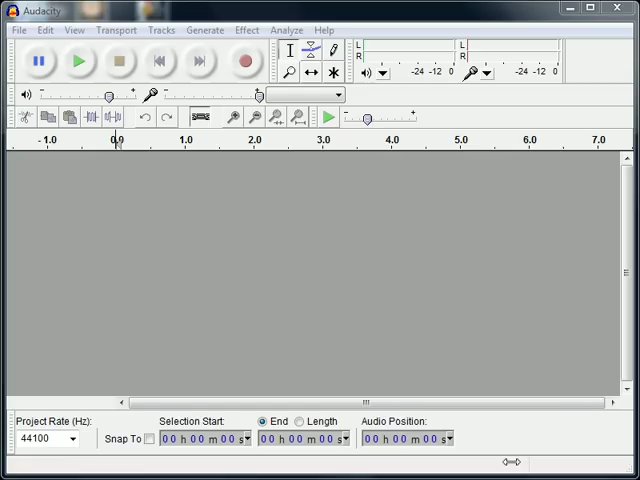 Audacity
File Edit View Transport Tracks Generate Effect Analyze Help
L
R
-24 -12 0
L
R
-24 -12 0
- +
- +
- +
- 1.0 0.0 1.0 2.0 3.0 4.0 5.0 6.0 7.0
Project Rate (Hz): Selection Start: End Length Audio Position:
44100 Snap To 00 h 00 m 00 s 00 h 00 m 00 s 00 h 00 m 00 s